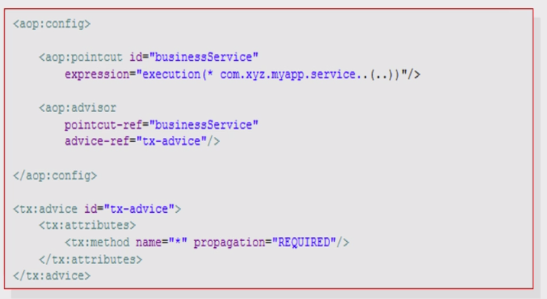 <aop:config>
<aop:pointcut id="businessService"
expression="execution(* com.xyz.myapp.service..(..))"/>
<aop:advisor
pointcut-ref="businessService"
advice-ref="tx-advice"/>
</aop:config>
<tx:advice id="tx-advice">
<tx:attributes>
<tx:method name="*" propagation="REQUIRED"/>
</tx:attributes>
</tx:advice>